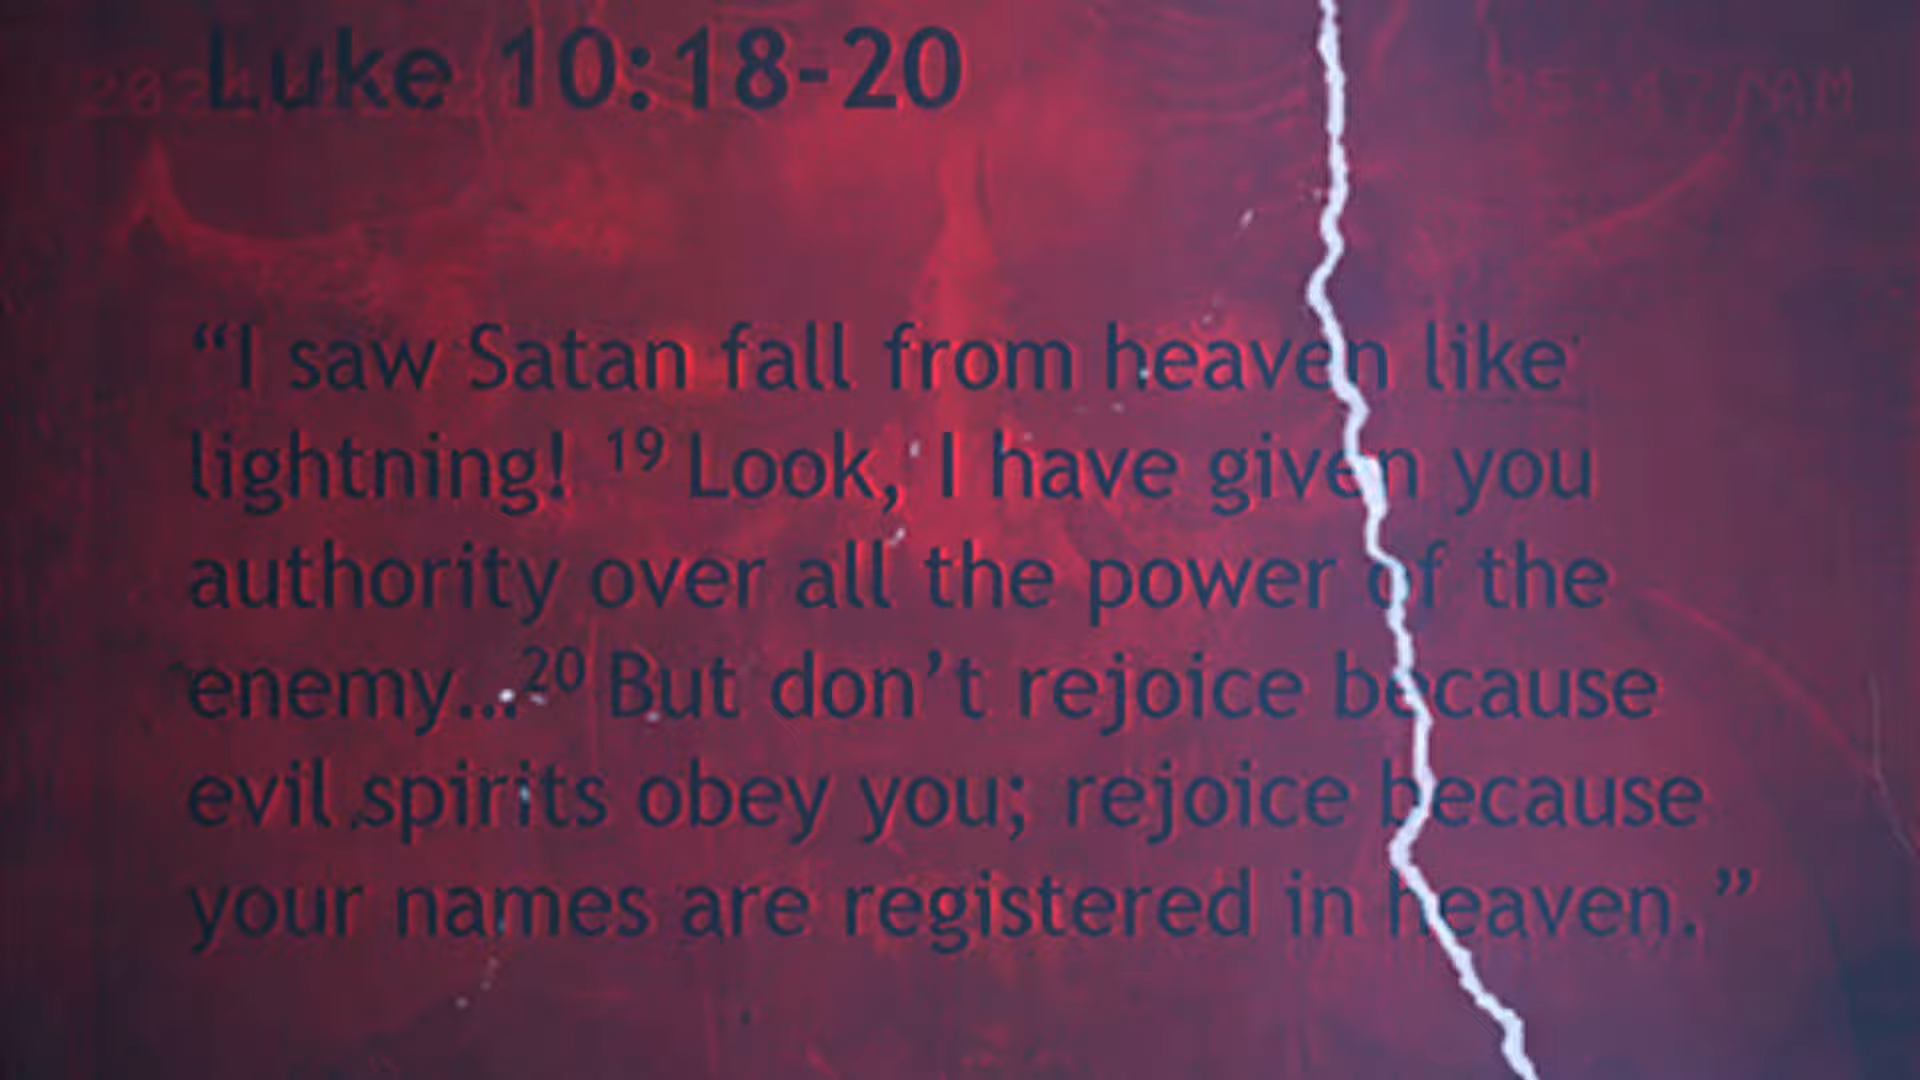 Luke 10:18-20
“I saw Satan fall from heaven like
lightning! 19 Look, I have given you
authority over all the power of the
enemy...20 But don’t rejoice because
evil spirits obey you; rejoice because
your names are registered in heaven.”